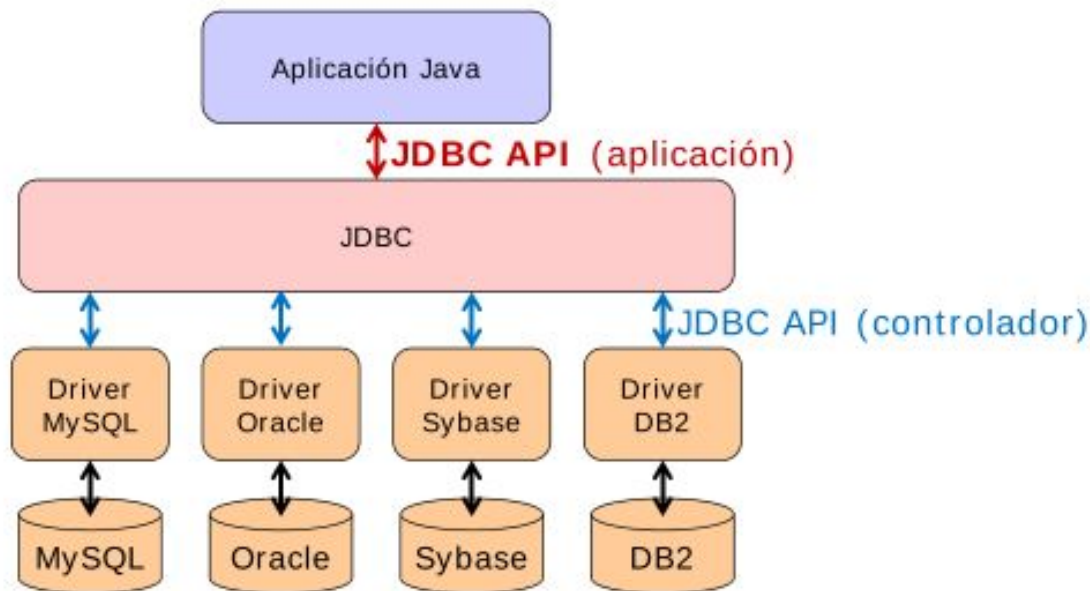 Aplicación Java
JDBC API (aplicación)
JDBC
JDBC API (controlador)
Driver
MySQL
Driver
Oracle
Driver
Sybase
Driver
DB2
MySQL
Oracle
Sybase
DB2